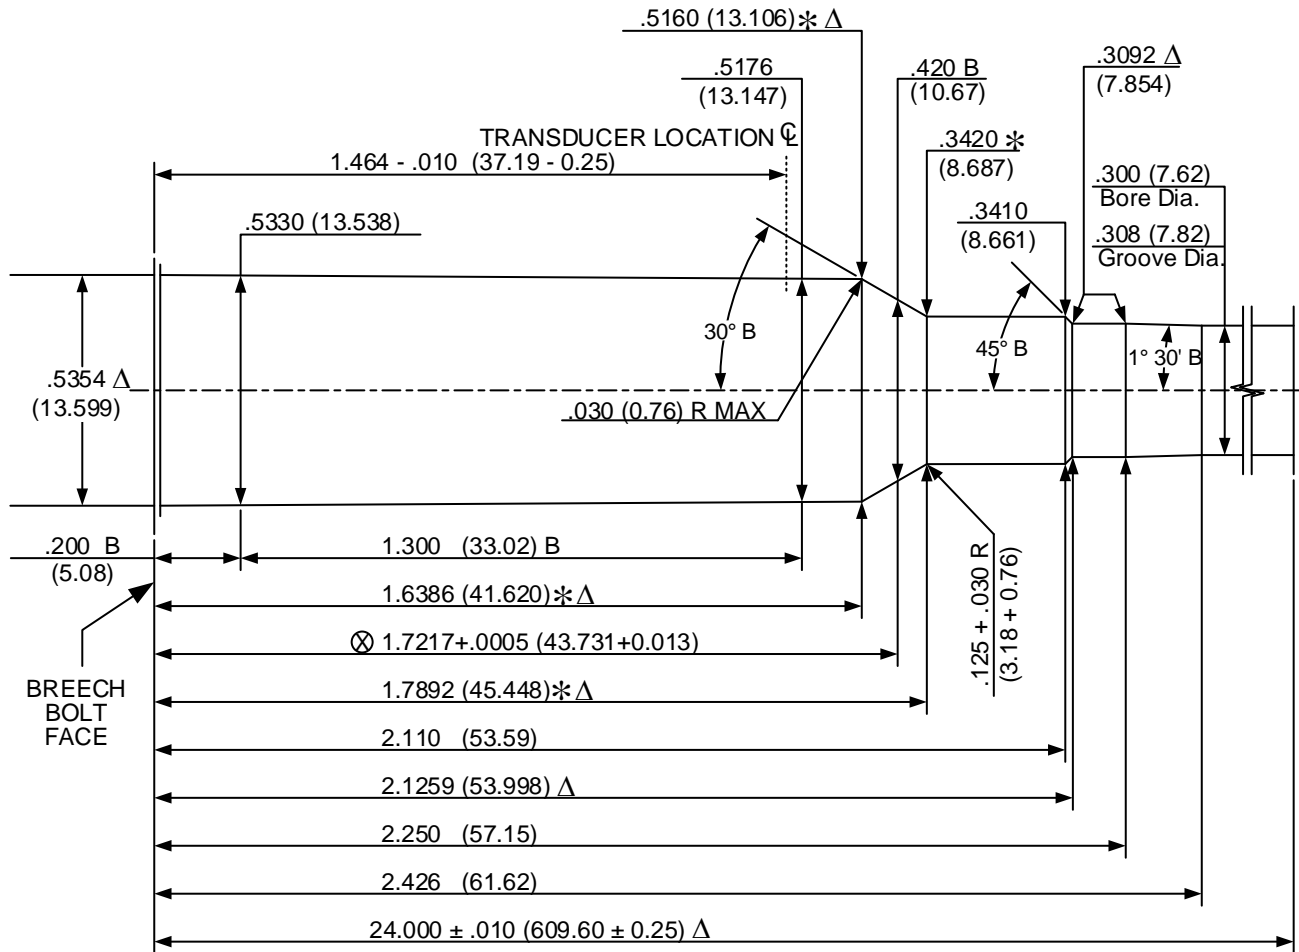 .5160 (13.106)✻ Δ
.5176
(13.147)
.420 B
(10.67)
.3092 Δ
(7.854)
TRANSDUCER LOCATION ℄
1.464 - .010 (37.19 - 0.25)
.3420 ✻
(8.687)
.300 (7.62)
Bore Dia.
.5330 (13.538)
.3410
(8.661)
.308 (7.82)
Groove Dia.
30° B
45° B
1° 30' B
.5354 Δ
(13.599)
.030 (0.76) R MAX
.200 B
(5.08)
1.300 (33.02) B
.125 + .030 R
(3.18 + 0.76)
1.6386 (41.620)✻ Δ
⊗ 1.7217+.0005 (43.731+0.013)
BREECH
BOLT
FACE
1.7892 (45.448)✻ Δ
2.110 (53.59)
2.1259 (53.998) Δ
2.250 (57.15)
2.426 (61.62)
24.000 ± .010 (609.60 ± 0.25) Δ